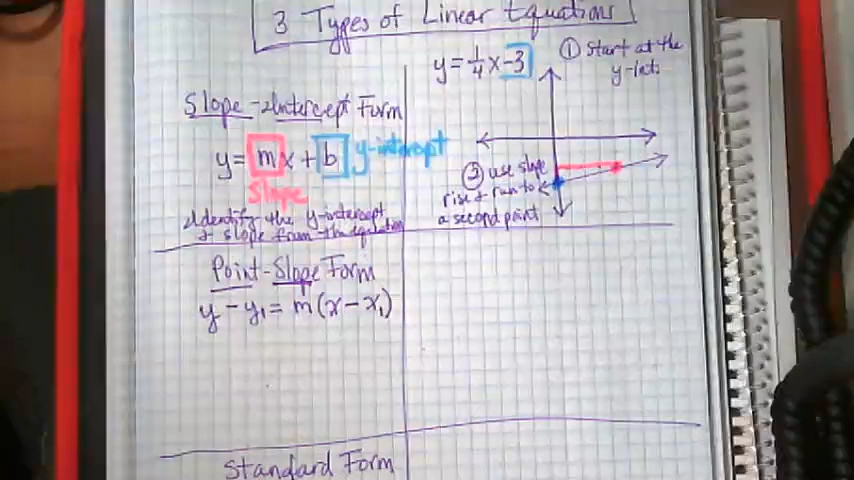 3 Types of Linear Equations
Slope-Intercept Form
y = mx + b y-intercept
Slope
Identify the y-intercept
+ slope from the equation
y = 1/4 x - 3
① Start at the
y-int.
② use slope
rise + run to
a second point
Point-Slope Form
y - y₁ = m(x - x₁)
Standard Form